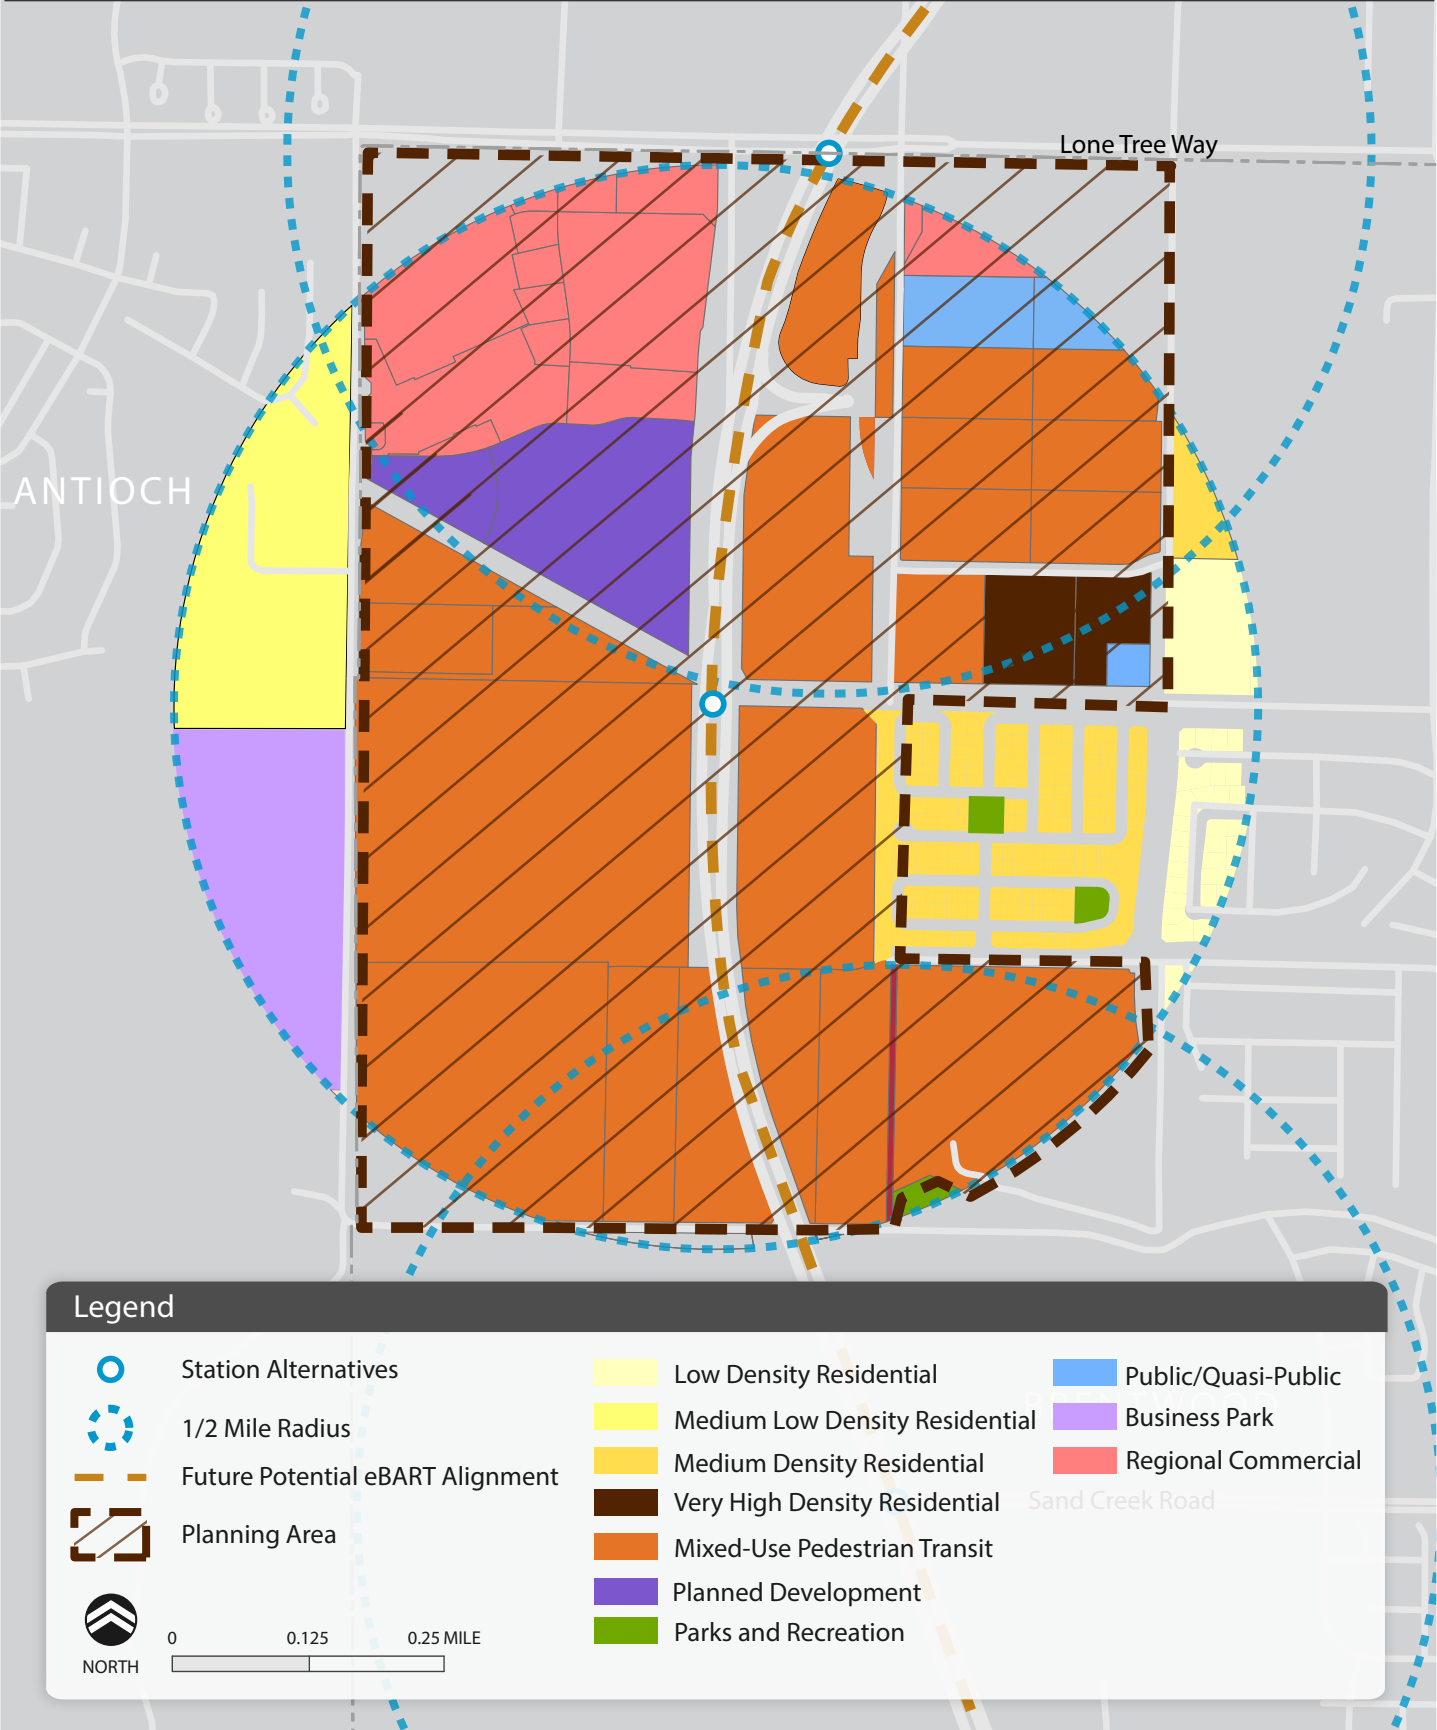 Lone Tree Way
ANTIOCH
Legend
Station Alternatives
1/2 Mile Radius
Future Potential eBART Alignment
Planning Area
NORTH
0 0.125 0.25 MILE
Low Density Residential
Medium Low Density Residential
Medium Density Residential
Very High Density Residential
Mixed-Use Pedestrian Transit
Planned Development
Parks and Recreation
Public/Quasi-Public
Business Park
Regional Commercial
BRENTWOOD
Sand Creek Road